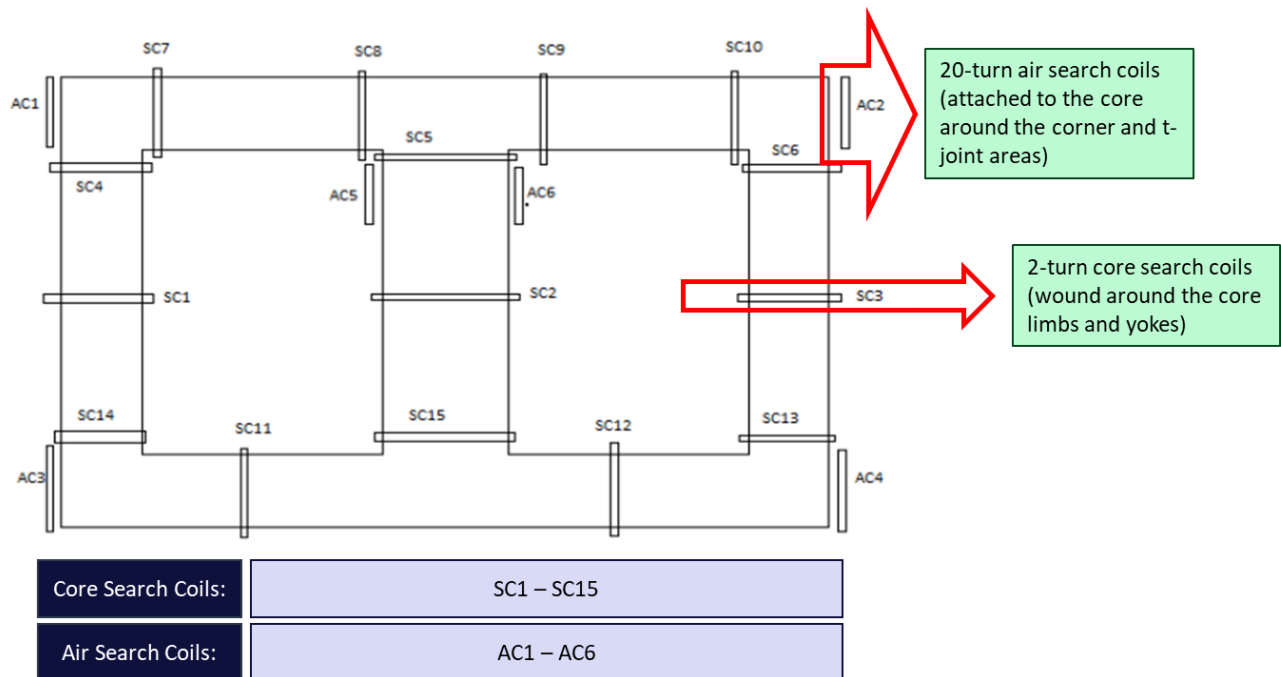 SC7
SC8
SC9
SC10
AC1
AC2
20-turn air search coils
(attached to the core
around the corner and t-
joint areas)
SC5
SC6
SC4
AC5
AC6
SC1
SC2
SC3
2-turn core search coils
(wound around the core
limbs and yokes)
SC14
SC15
SC13
SC11
SC12
AC3
AC4
Core Search Coils:
SC1 – SC15
Air Search Coils:
AC1 – AC6